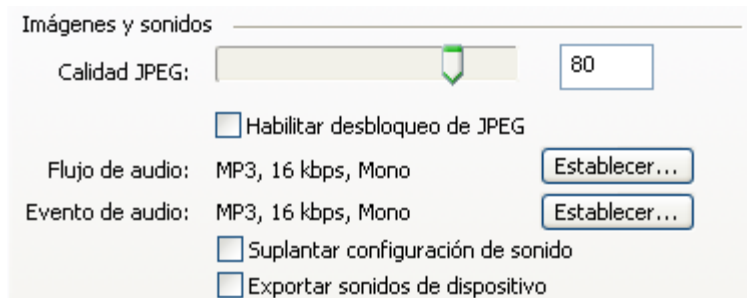 Imágenes y sonidos
Calidad JPEG: 80
Habilitar desbloqueo de JPEG
Flujo de audio: MP3, 16 kbps, Mono Establecer...
Evento de audio: MP3, 16 kbps, Mono Establecer...
Suplantar configuración de sonido
Exportar sonidos de dispositivo